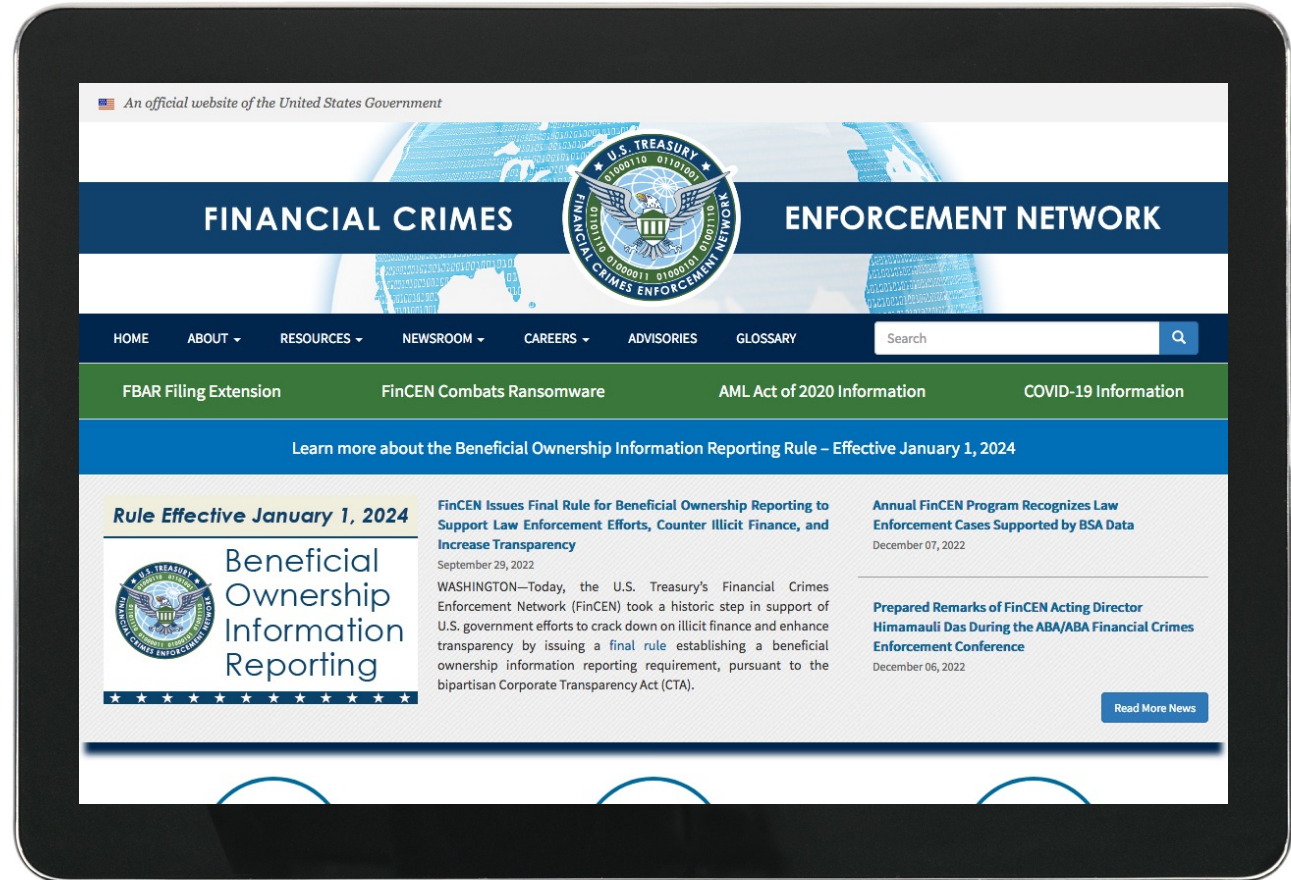 An official website of the United States Government
FINANCIAL CRIMES
ENFORCEMENT NETWORK
U.S. TREASURY
FINANCIAL CRIMES ENFORCEMENT NETWORK
HOME
ABOUT
RESOURCES
NEWSROOM
CAREERS
ADVISORIES
GLOSSARY
Search
FBAR Filing Extension
FinCEN Combats Ransomware
AML Act of 2020 Information
COVID-19 Information
Learn more about the Beneficial Ownership Information Reporting Rule – Effective January 1, 2024
Rule Effective January 1, 2024
Beneficial
Ownership
Information
Reporting
U.S. TREASURY
FINANCIAL CRIMES ENFORCEMENT NETWORK
FinCEN Issues Final Rule for Beneficial Ownership Reporting to
Support Law Enforcement Efforts, Counter Illicit Finance, and
Increase Transparency
September 29, 2022
WASHINGTON—Today, the U.S. Treasury's Financial Crimes
Enforcement Network (FinCEN) took a historic step in support of
U.S. government efforts to crack down on illicit finance and enhance
transparency by issuing a final rule establishing a beneficial
ownership information reporting requirement, pursuant to the
bipartisan Corporate Transparency Act (CTA).
Annual FinCEN Program Recognizes Law
Enforcement Cases Supported by BSA Data
December 07, 2022
Prepared Remarks of FinCEN Acting Director
Himamauli Das During the ABA/ABA Financial Crimes
Enforcement Conference
December 06, 2022
Read More News